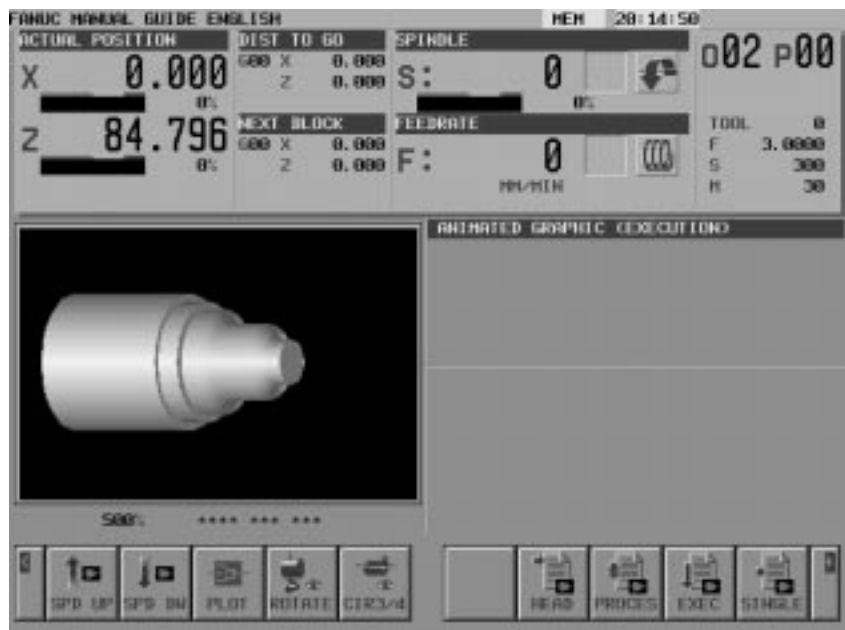 FANUC MANUAL GUIDE ENGLISH MEM 20:14:50
ACTUAL POSITION DIST TO GO SPINDLE O02 P00
X 0.000 G00 X 0.000 S: 0
Z 0.000
0% 0%
NEXT BLOCK FEEDRATE TOOL 0
Z 84.796 G00 X 0.000 F: 0 F 3.0000
0% Z 0.000 S 300
MM/MIN M 30
ANIMATED GRAPHIC (EXECUTION)
500% **** *** ***
SPD UP SPD DW PLOT ROTATE CIR3/4 HEAD PROCES EXEC SINGLE